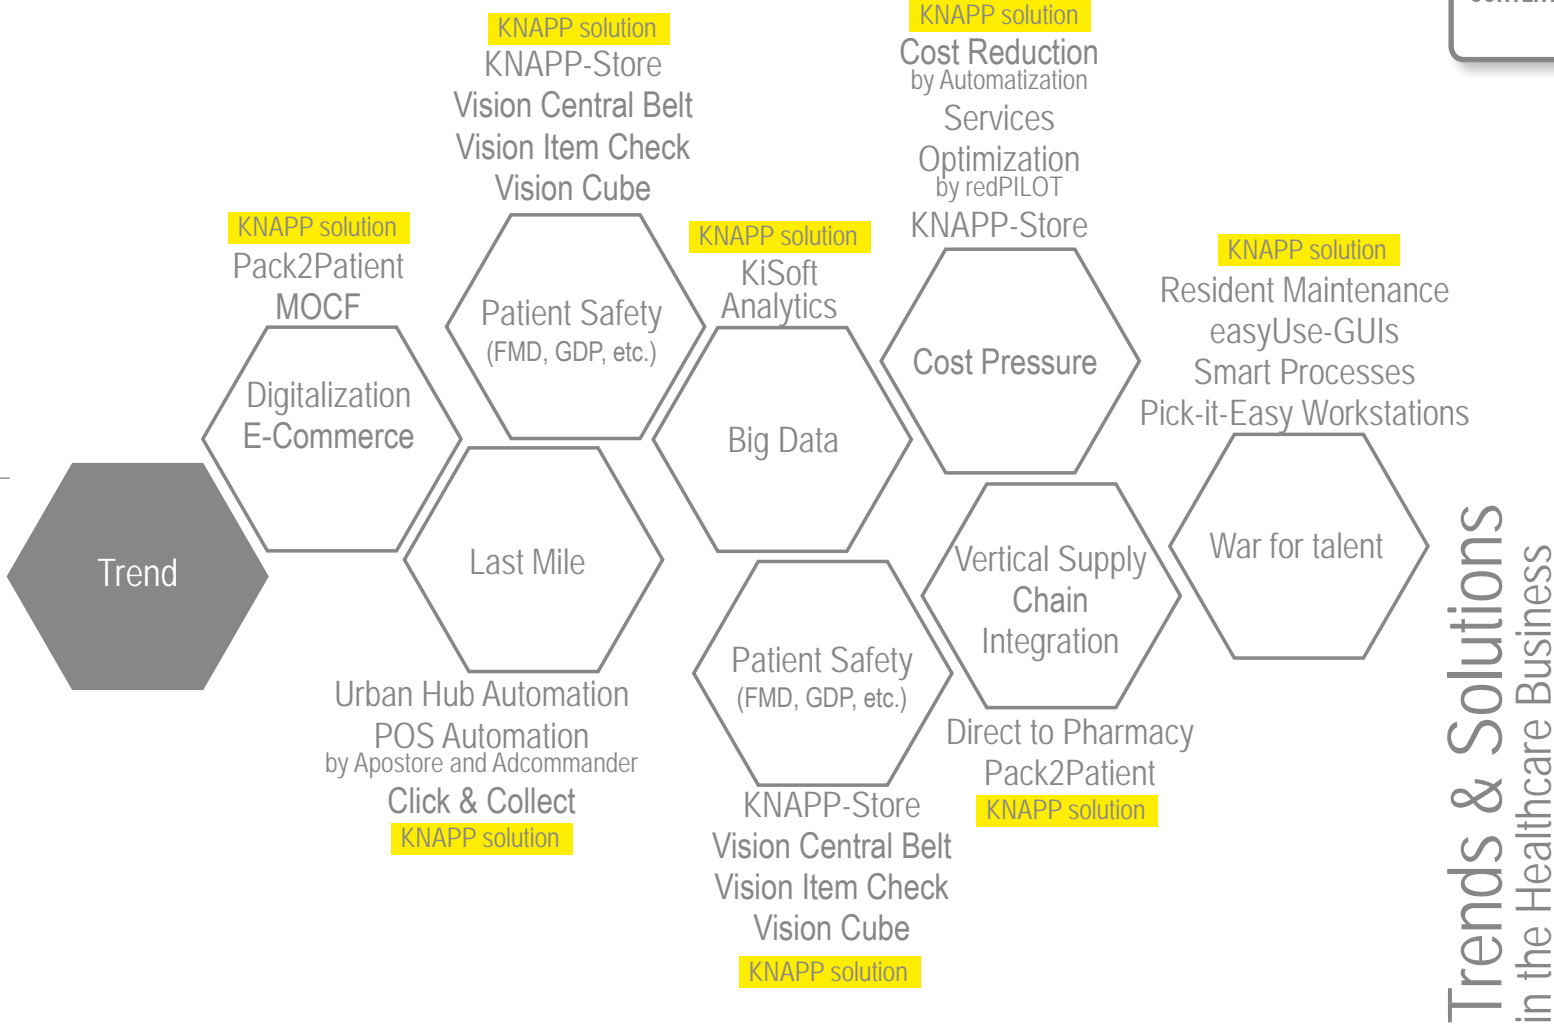 KNAPP solution
KNAPP-Store
Vision Central Belt
Vision Item Check
Vision Cube
Patient Safety
(FMD, GDP, etc.)
KNAPP solution
Cost Reduction
by Automatization
Services
Optimization
by redPILOT
KNAPP-Store
Cost Pressure
KNAPP solution
Pack2Patient
MOCF
Digitalization
E-Commerce
KNAPP solution
KiSoft
Analytics
Big Data
KNAPP solution
Resident Maintenance
easyUse-GUIs
Smart Processes
Pick-it-Easy Workstations
War for talent
Trend
Last Mile
Urban Hub Automation
POS Automation
by Apostore and Adcommander
Click & Collect
KNAPP solution
Patient Safety
(FMD, GDP, etc.)
KNAPP-Store
Vision Central Belt
Vision Item Check
Vision Cube
KNAPP solution
Vertical Supply
Chain
Integration
Direct to Pharmacy
Pack2Patient
KNAPP solution
Trends & Solutions
in the Healthcare Business